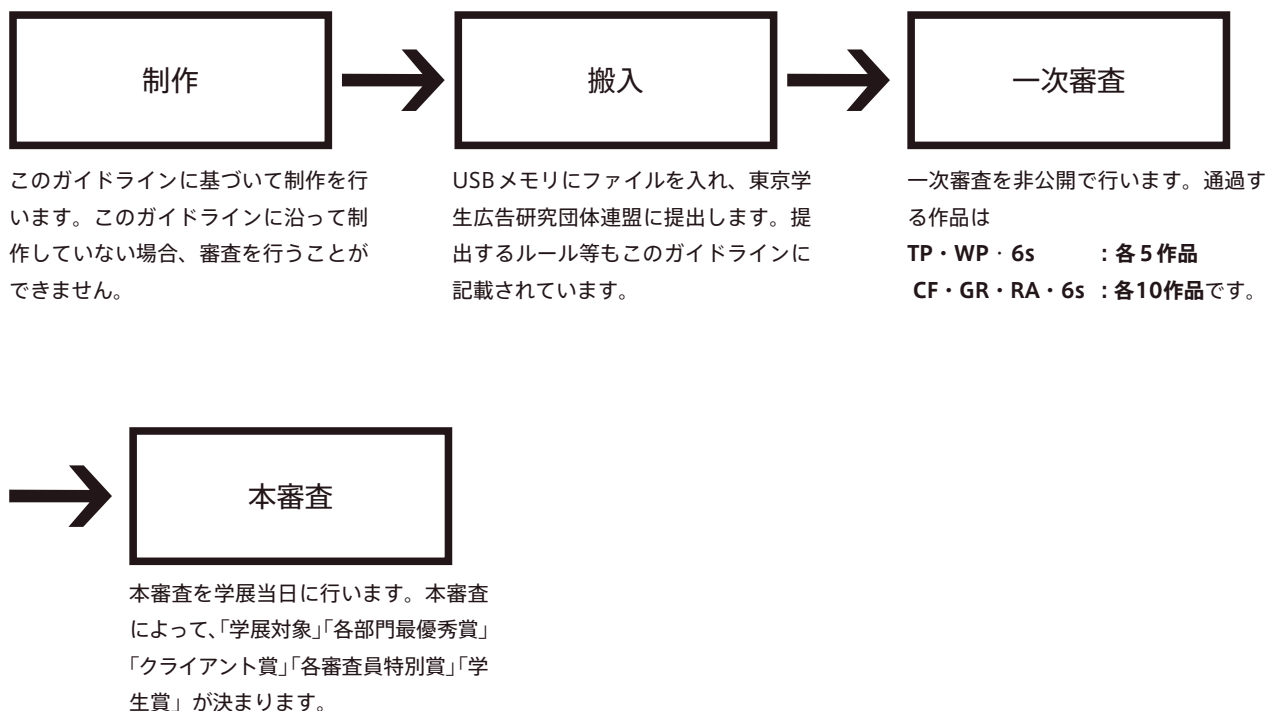 制作
このガイドラインに基づいて制作を行
います。このガイドラインに沿って制
作していない場合、審査を行うことが
できません。
搬入
USBメモリにファイルを入れ、東京学
生広告研究団体連盟に提出します。提
出するルール等もこのガイドラインに
記載されています。
一次審査
一次審査を非公開で行います。通過す
る作品は
TP・WP・6s ：各5作品
CF・GR・RA・6s ：各10作品です。
本審査
本審査を学展当日に行います。本審査
によって、「学展対象」「各部門最優秀賞」
「クライアント賞」「各審査員特別賞」「学
生賞」が決まります。